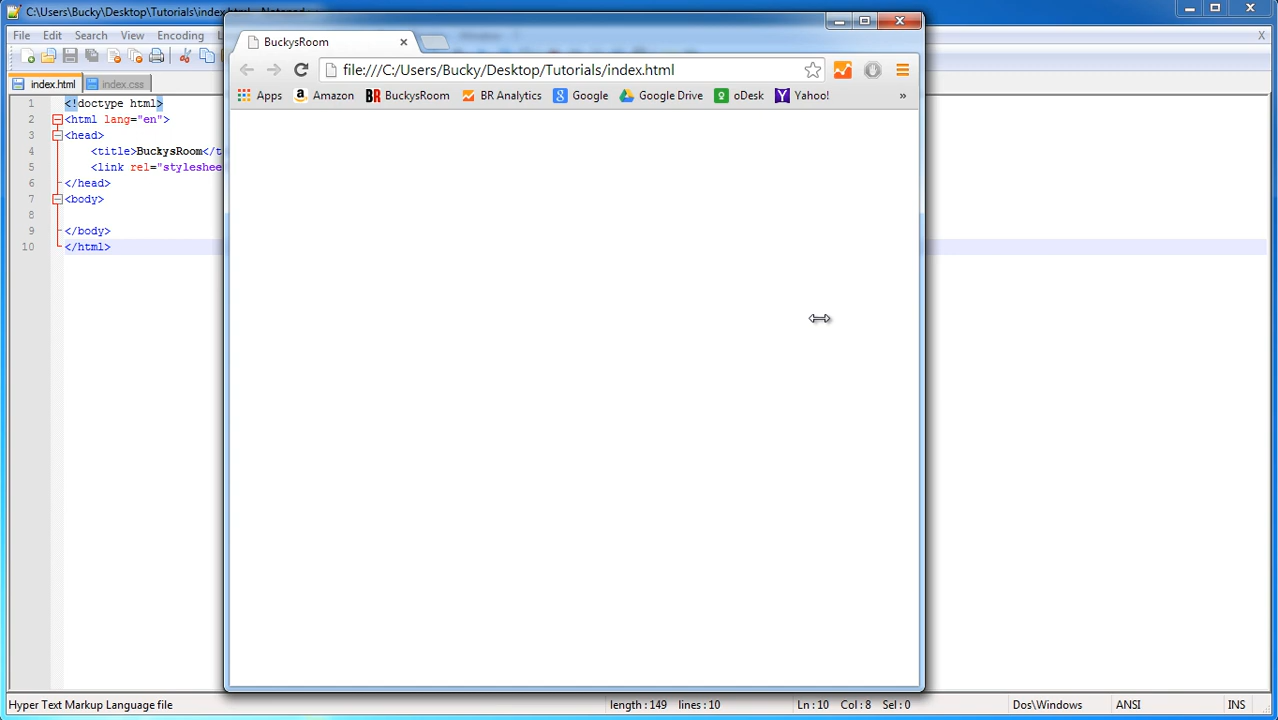 C:\Users\Bucky\Desktop\Tutorials\index.html - Notepad
File Edit Search View Encoding
X
index.html index.css
BuckysRoom
file:///C:/Users/Bucky/Desktop/Tutorials/index.html
Apps Amazon BR BuckysRoom BR Analytics Google Google Drive oDesk Yahoo! »
1 <!doctype html>
2 <html lang="en">
3 <head>
4 <title>BuckysRoom</t
5 <link rel="styleshee
6 </head>
7 <body>
8
9 </body>
10 </html>
Hyper Text Markup Language file length : 149 lines : 10 Ln : 10 Col : 8 Sel : 0 Dos\Windows ANSI INS